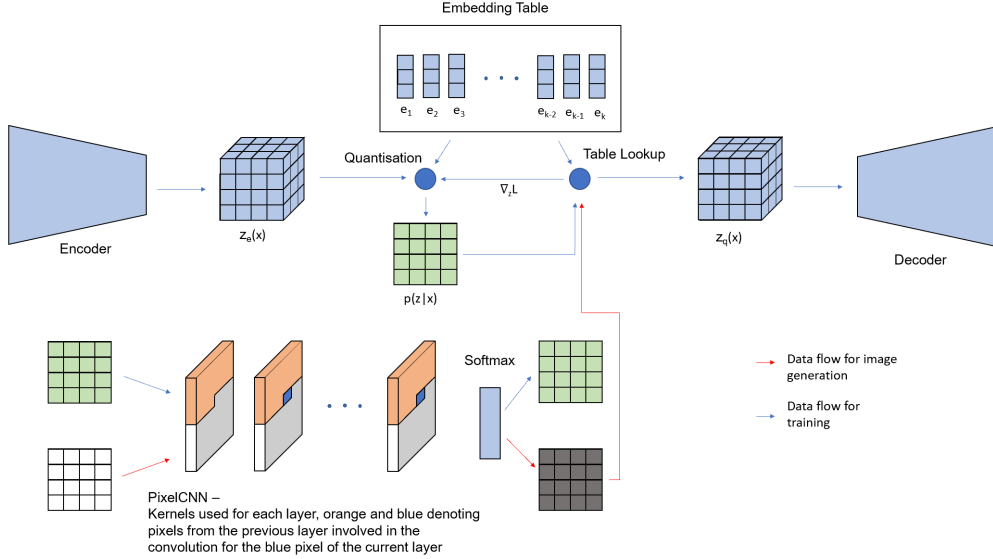 Embedding Table
e1 e2 e3 ek-2 ek-1 ek
Quantisation
Table Lookup
∇zL
Encoder
ze(x)
zq(x)
Decoder
p(z|x)
Softmax
Data flow for image
generation
Data flow for
training
PixelCNN –
Kernels used for each layer, orange and blue denoting
pixels from the previous layer involved in the
convolution for the blue pixel of the current layer